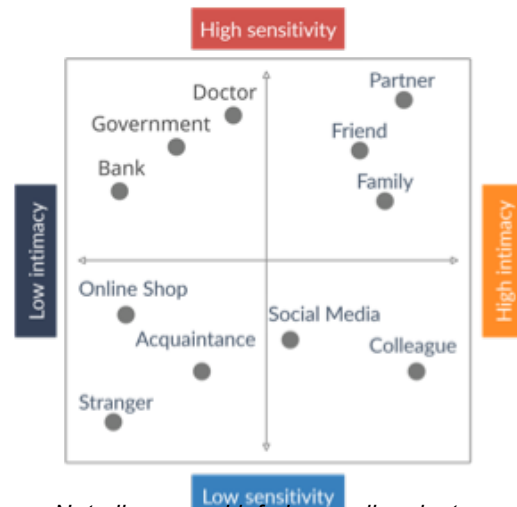 High sensitivity
Partner
Doctor
Government
Friend
Bank
Family
Low intimacy
High intimacy
Online Shop
Social Media
Acquaintance
Colleague
Stranger
Low sensitivity